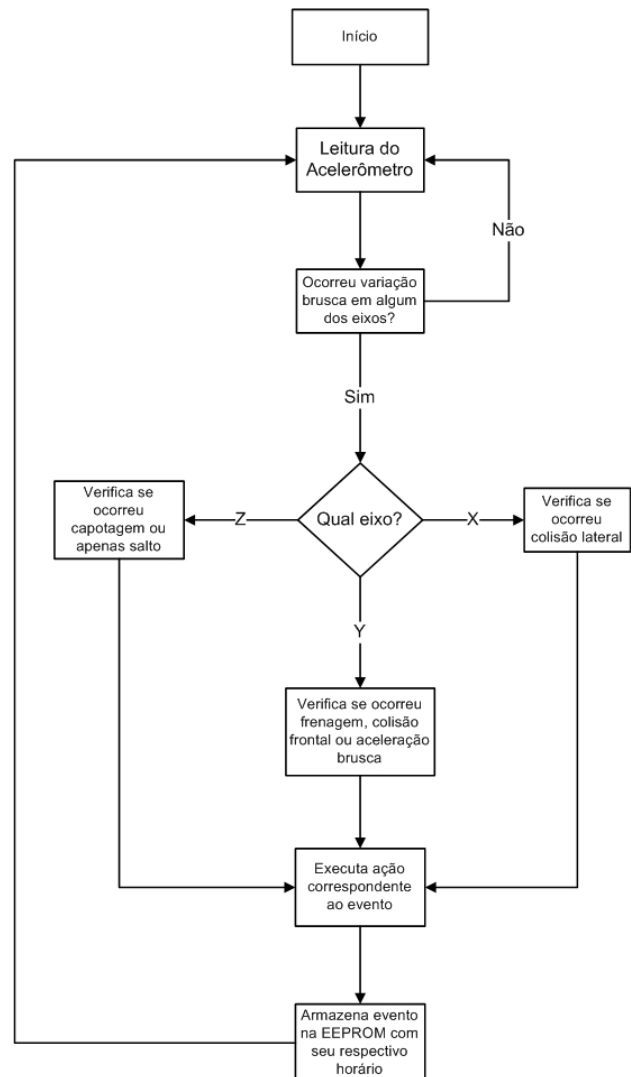 Início
Leitura do
Acelerômetro
Não
Ocorreu variação
brusca em algum
dos eixos?
Sim
Verifica se
ocorreu
capotagem ou
apenas salto
Z
Qual eixo?
X
Verifica se
ocorreu
colisão lateral
Y
Verifica se ocorreu
frenagem, colisão
frontal ou aceleração
brusca
Executa ação
correspondente
ao evento
Armazena evento
na EEPROM com
seu respectivo
horário